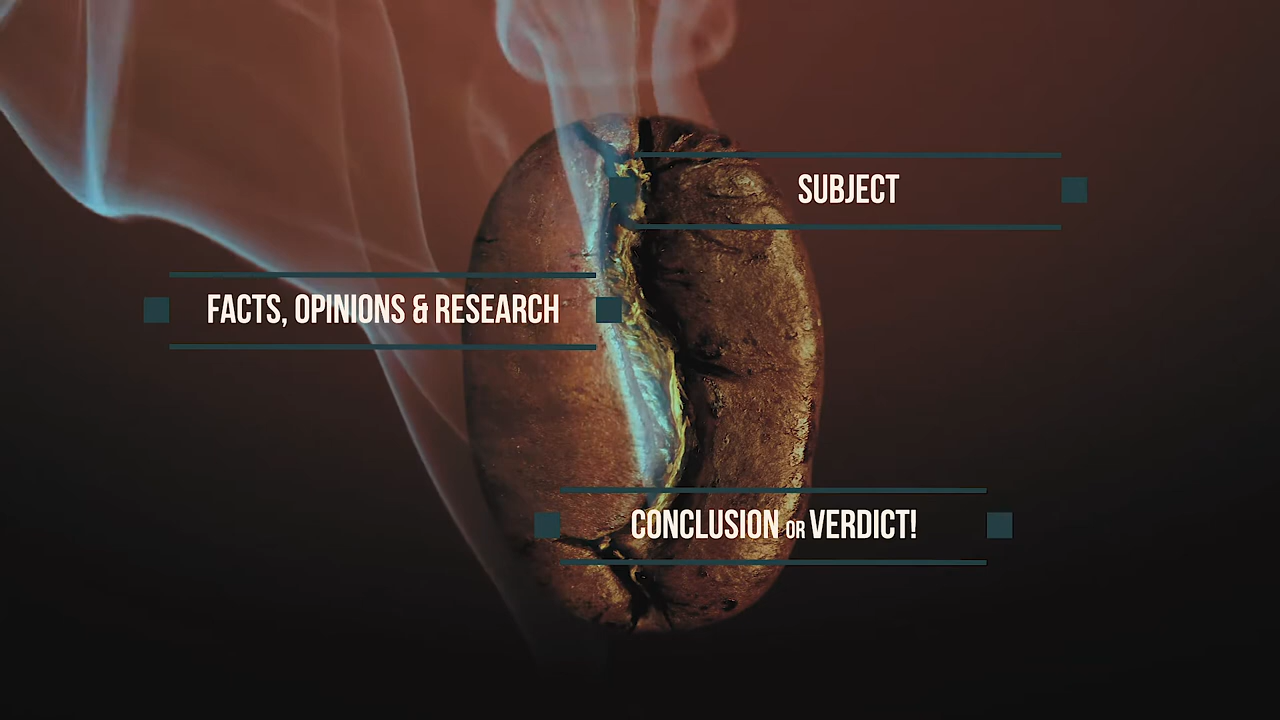 SUBJECT
FACTS, OPINIONS & RESEARCH
CONCLUSION OR VERDICT!